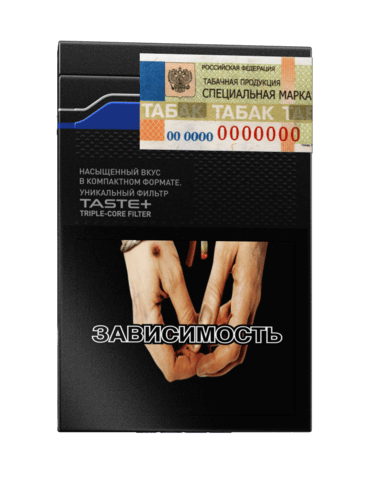 РОССИЙСКАЯ ФЕДЕРАЦИЯ
ТАБАЧНАЯ ПРОДУКЦИЯ
СПЕЦИАЛЬНАЯ МАРКА
ТАБАК ТАБАК ТА
00 0000 0000000
НАСЫЩЕННЫЙ ВКУС
В КОМПАКТНОМ ФОРМАТЕ.
УНИКАЛЬНЫЙ ФИЛЬТР
TASTE+
TRIPLE-CORE FILTER
ЗАВИСИМОСТЬ